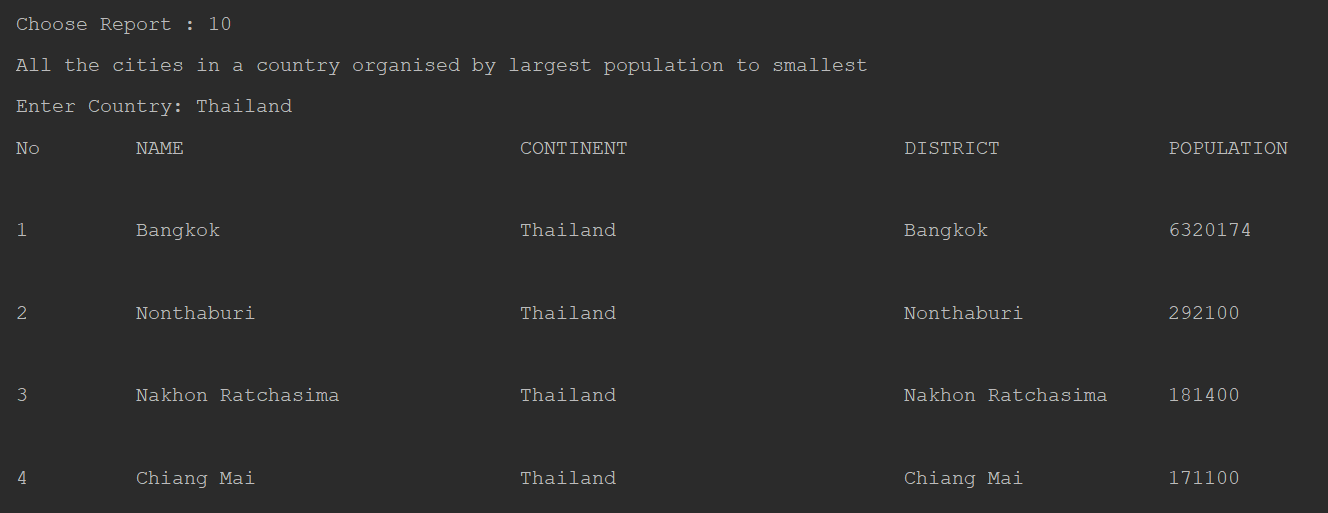 Choose Report : 10
All the cities in a country organised by largest population to smallest
Enter Country: Thailand
No NAME CONTINENT DISTRICT POPULATION
1 Bangkok Thailand Bangkok 6320174
2 Nonthaburi Thailand Nonthaburi 292100
3 Nakhon Ratchasima Thailand Nakhon Ratchasima 181400
4 Chiang Mai Thailand Chiang Mai 171100